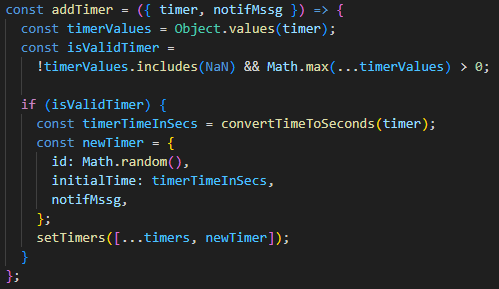 const addTimer = ({ timer, notifMssg }) => {
  const timerValues = Object.values(timer);
  const isValidTimer =
    !timerValues.includes(NaN) && Math.max(...timerValues) > 0;

  if (isValidTimer) {
    const timerTimeInSecs = convertTimeToSeconds(timer);
    const newTimer = {
      id: Math.random(),
      initialTime: timerTimeInSecs,
      notifMssg,
    };
    setTimers([...timers, newTimer]);
  }
};